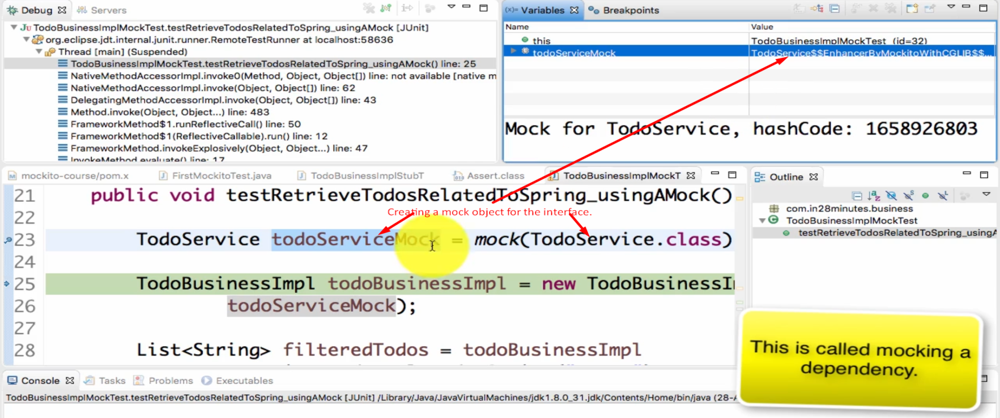 Debug Servers
TodoBusinessImplMockTest.testRetrieveTodosRelatedToSpring_usingAMock [JUnit]
org.eclipse.jdt.internal.junit.runner.RemoteTestRunner at localhost:58636
Thread [main] (Suspended)
TodoBusinessImplMockTest.testRetrieveTodosRelatedToSpring_usingAMock() line: 25
NativeMethodAccessorImpl.invoke0(Method, Object, Object[]) line: not available [native m
NativeMethodAccessorImpl.invoke(Object, Object[]) line: 62
DelegatingMethodAccessorImpl.invoke(Object, Object[]) line: 43
Method.invoke(Object, Object...) line: 483
FrameworkMethod$1.runReflectiveCall() line: 50
FrameworkMethod$1(ReflectiveCallable).run() line: 12
FrameworkMethod.invokeExplosively(Object, Object...) line: 47
InvokeMethod.evaluate() line: 17
(x)= Variables Breakpoints
Name Value
this TodoBusinessImplMockTest (id=32)
todoServiceMock TodoService$$EnhancerByMockitoWithCGLIB$$...
Mock for TodoService, hashCode: 1658926803
mockito-course/pom.x FirstMockitoTest.java TodoBusinessImplStubT Assert.class TodoBusinessImplMockT
21 public void testRetrieveTodosRelatedToSpring_usingAMock()
Creating a mock object for the interface.
22
23 TodoService todoServiceMock = mock(TodoService.class)
24
25 TodoBusinessImpl todoBusinessImpl = new TodoBusinessI
26 todoServiceMock);
27
28 List<String> filteredTodos = todoBusinessImpl
Outline
com.in28minutes.business
TodoBusinessImplMockTest
testRetrieveTodosRelatedToSpring_usingA
This is called mocking a
dependency.
Console Tasks Problems Executables
TodoBusinessImplMockTest.testRetrieveTodosRelatedToSpring_usingAMock [JUnit] /Library/Java/JavaVirtualMachines/jdk1.8.0_31.jdk/Contents/Home/bin/java (28-A